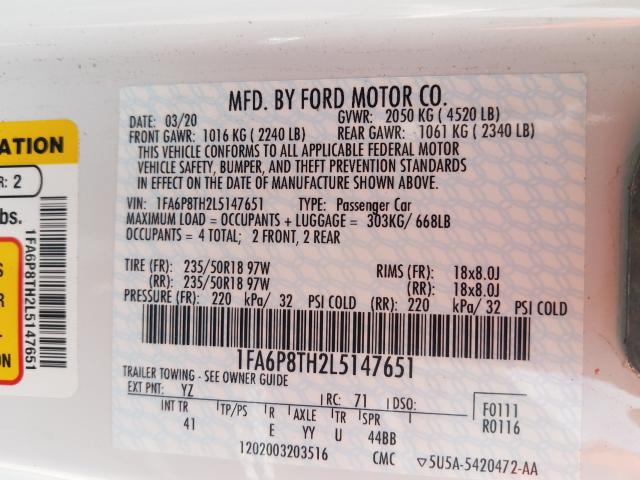 MFD. BY FORD MOTOR CO.
DATE: 03/20 GVWR: 2050 KG ( 4520 LB)
FRONT GAWR: 1016 KG ( 2240 LB) REAR GAWR: 1061 KG ( 2340 LB)
THIS VEHICLE CONFORMS TO ALL APPLICABLE FEDERAL MOTOR
VEHICLE SAFETY, BUMPER, AND THEFT PREVENTION STANDARDS
IN EFFECT ON THE DATE OF MANUFACTURE SHOWN ABOVE.
VIN: 1FA6P8TH2L5147651 TYPE: Passenger Car
MAXIMUM LOAD = OCCUPANTS + LUGGAGE = 303KG/ 668LB
OCCUPANTS = 4 TOTAL; 2 FRONT, 2 REAR
TIRE (FR): 235/50R18 97W RIMS (FR): 18x8.0J
(RR): 235/50R18 97W (RR): 18x8.0J
PRESSURE (FR): 220 kPa/ 32 PSI COLD (RR): 220 kPa/ 32 PSI COLD
1FA6P8TH2L5147651
TRAILER TOWING - SEE OWNER GUIDE
EXT PNT: YZ RC: 71 DSO:
INT TR TP/PS R AXLE TR SPR F0111
41 E YY U 44BB R0116
1202003203516 CMC ▽5U5A-5420472-AA
ATION
R: 2
bs.
S
R
ON
1FA6P8TH2L5147651